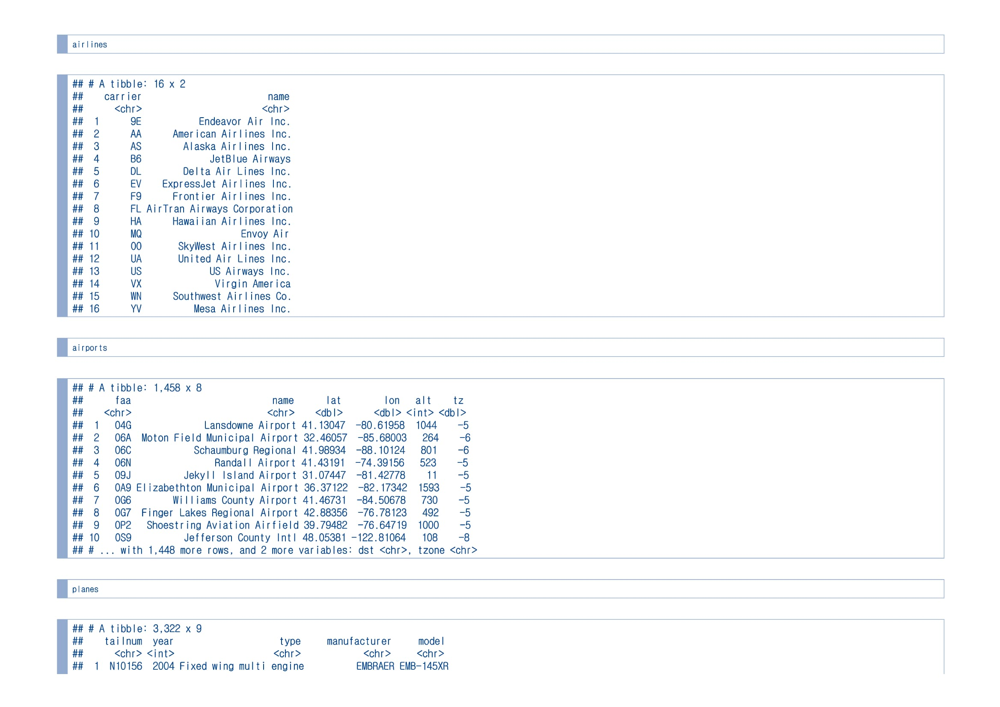 airlines
## # A tibble: 16 x 2
##    carrier                        name
##      <chr>                       <chr>
##  1      9E           Endeavor Air Inc.
##  2      AA      American Airlines Inc.
##  3      AS        Alaska Airlines Inc.
##  4      B6             JetBlue Airways
##  5      DL        Delta Air Lines Inc.
##  6      EV    ExpressJet Airlines Inc.
##  7      F9      Frontier Airlines Inc.
##  8      FL AirTran Airways Corporation
##  9      HA      Hawaiian Airlines Inc.
## 10      MQ                   Envoy Air
## 11      OO       SkyWest Airlines Inc.
## 12      UA       United Air Lines Inc.
## 13      US             US Airways Inc.
## 14      VX              Virgin America
## 15      WN      Southwest Airlines Co.
## 16      YV          Mesa Airlines Inc.
airports
## # A tibble: 1,458 x 8
##      faa                           name      lat        lon   alt    tz
##    <chr>                          <chr>    <dbl>      <dbl> <int> <dbl>
##  1   04G              Lansdowne Airport 41.13047  -80.61958  1044    -5
##  2   06A  Moton Field Municipal Airport 32.46057  -85.68003   264    -6
##  3   06C            Schaumburg Regional 41.98934  -88.10124   801    -6
##  4   06N                Randall Airport 41.43191  -74.39156   523    -5
##  5   09J          Jekyll Island Airport 31.07447  -81.42778    11    -5
##  6   0A9 Elizabethton Municipal Airport 36.37122  -82.17342  1593    -5
##  7   0G6        Williams County Airport 41.46731  -84.50678   730    -5
##  8   0G7  Finger Lakes Regional Airport 42.88356  -76.78123   492    -5
##  9   0P2   Shoestring Aviation Airfield 39.79482  -76.64719  1000    -5
## 10   0S9          Jefferson County Intl 48.05381 -122.81064   108    -8
## # ... with 1,448 more rows, and 2 more variables: dst <chr>, tzone <chr>
planes
## # A tibble: 3,322 x 9
##    tailnum  year                    type     manufacturer     model
##      <chr> <int>                   <chr>            <chr>     <chr>
##  1  N10156  2004 Fixed wing multi engine          EMBRAER EMB-145XR